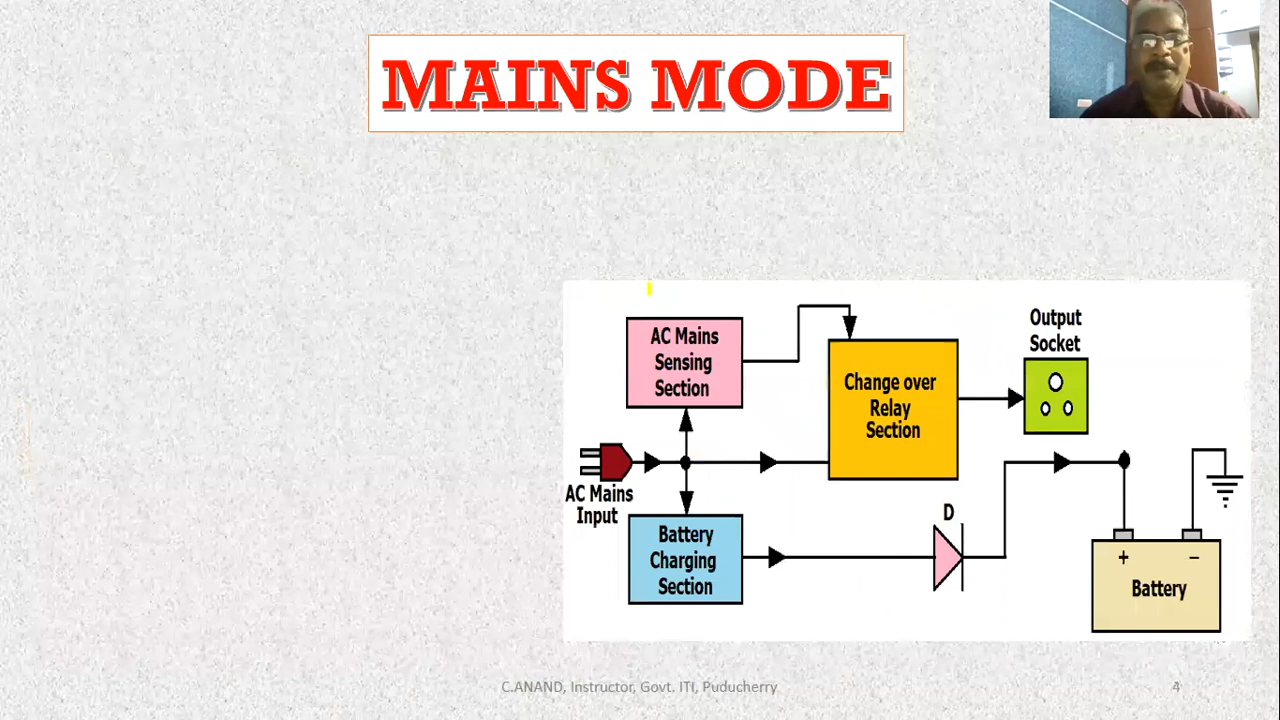 MAINS MODE
AC Mains
Sensing
Section
Change over
Relay
Section
Output
Socket
AC Mains
Input
Battery
Charging
Section
D
+
−
Battery
C.ANAND, Instructor, Govt. ITI, Puducherry
4